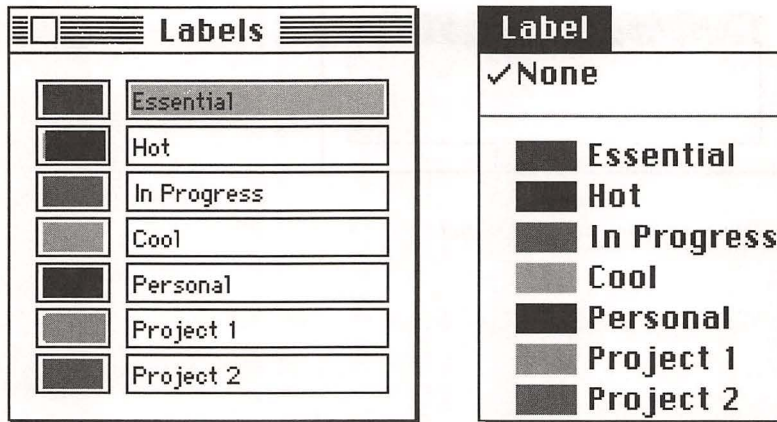 Labels
Essential
Hot
In Progress
Cool
Personal
Project 1
Project 2
Label
✓None
Essential
Hot
In Progress
Cool
Personal
Project 1
Project 2